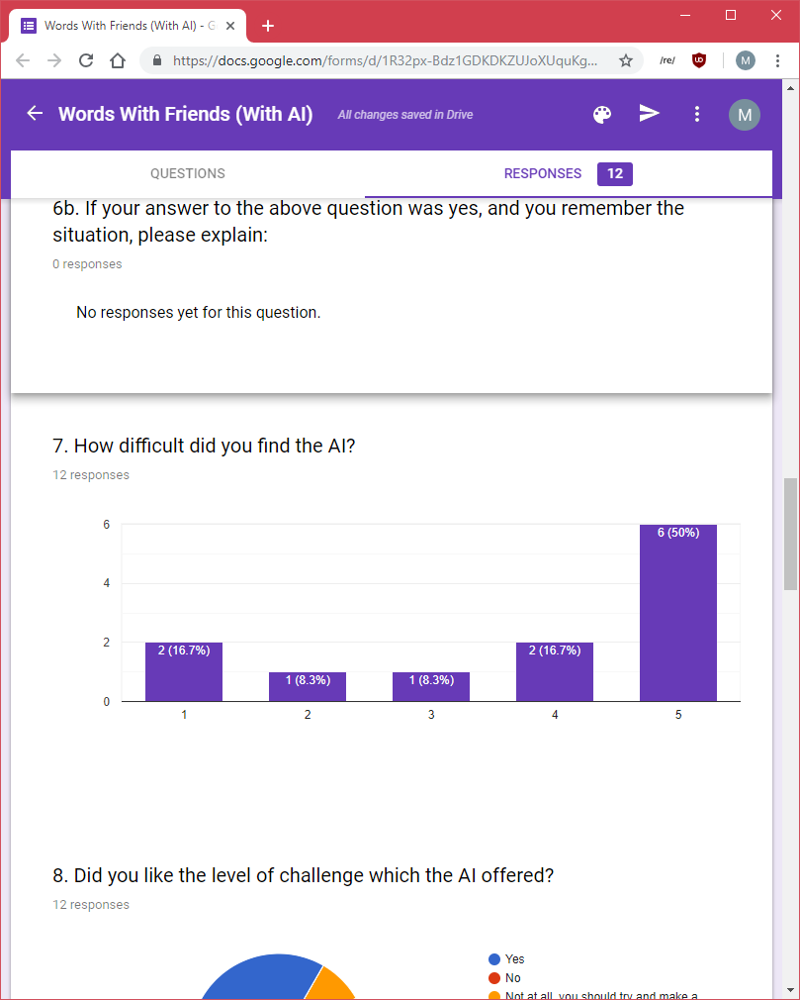 Words With Friends (With AI) - G
https://docs.google.com/forms/d/1R32px-Bdz1GDKDKZUJoXUquKg...
/re/
M
Words With Friends (With AI)
All changes saved in Drive
M
QUESTIONS
RESPONSES
12
6b. If your answer to the above question was yes, and you remember the
situation, please explain:
0 responses
No responses yet for this question.
7. How difficult did you find the AI?
12 responses
6
4
2
0
2 (16.7%)
1 (8.3%)
1 (8.3%)
2 (16.7%)
6 (50%)
1
2
3
4
5
8. Did you like the level of challenge which the AI offered?
12 responses
Yes
No
Not at all, you should try and make a